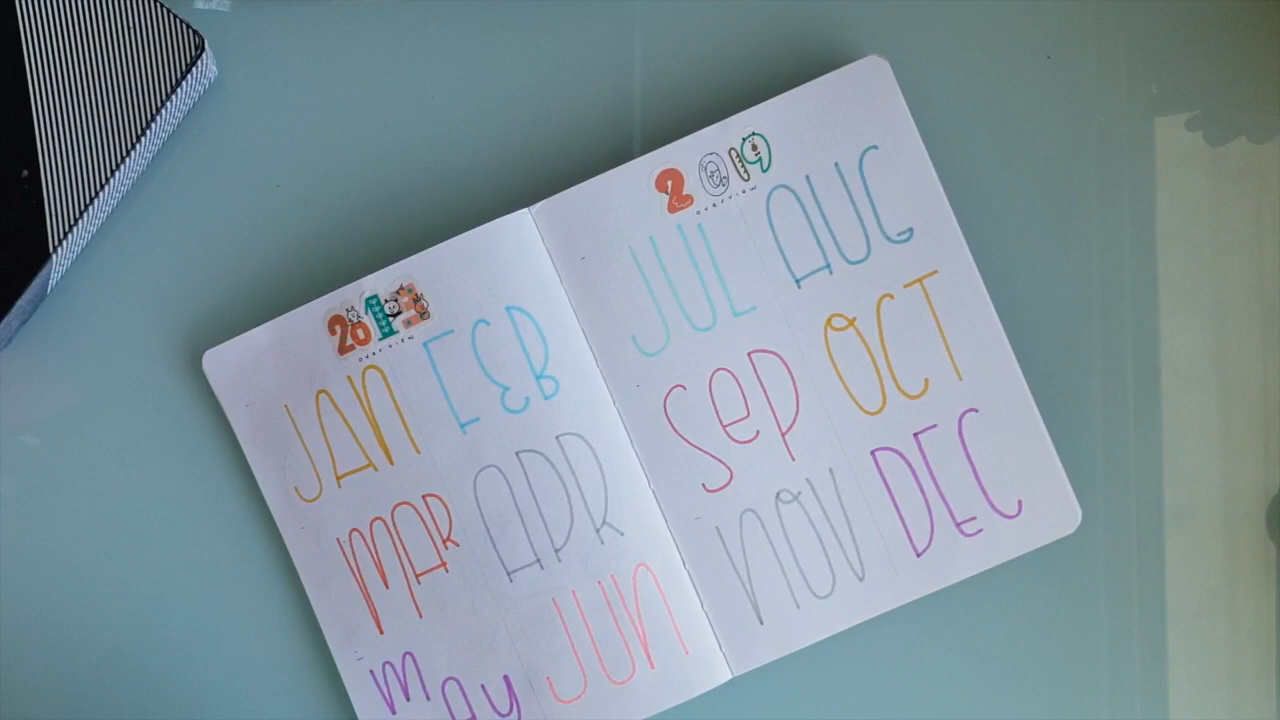 2019
overview
JAN FEB
MAR APR
MAy JUN
2019
overview
JUL AUG
Sep OCT
NOV DEC